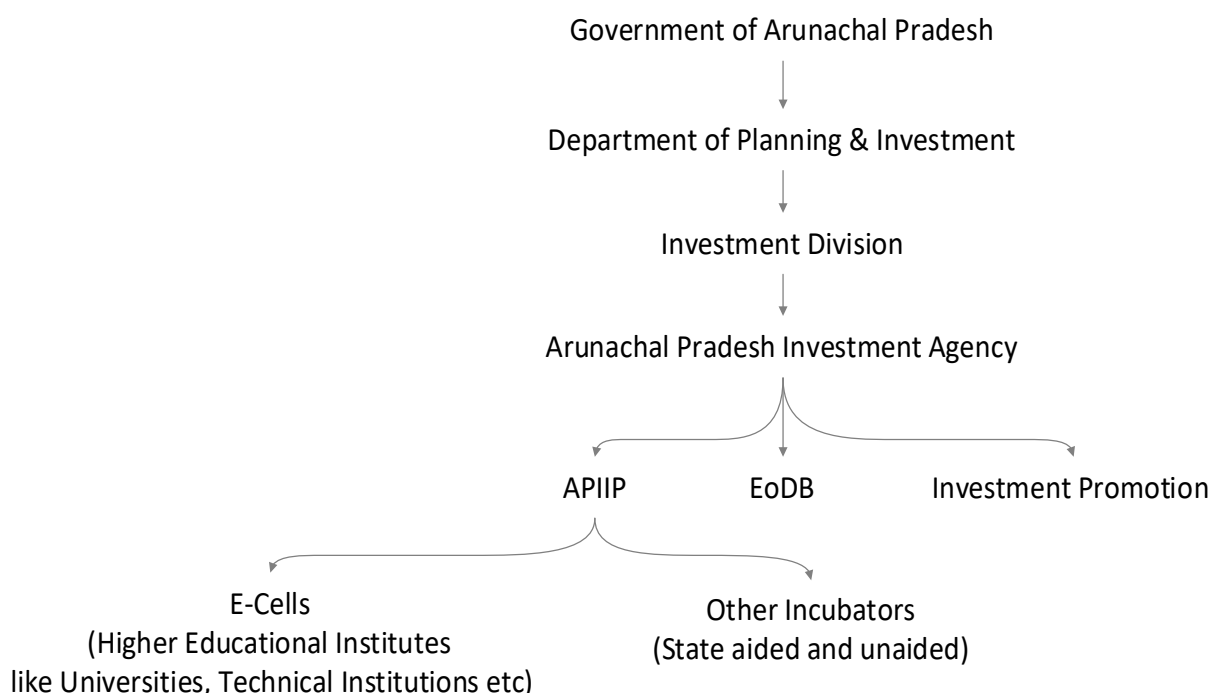 Government of Arunachal Pradesh
Department of Planning & Investment
Investment Division
Arunachal Pradesh Investment Agency
APIIP
EoDB
Investment Promotion
E-Cells
(Higher Educational Institutes
like Universities, Technical Institutions etc)
Other Incubators
(State aided and unaided)